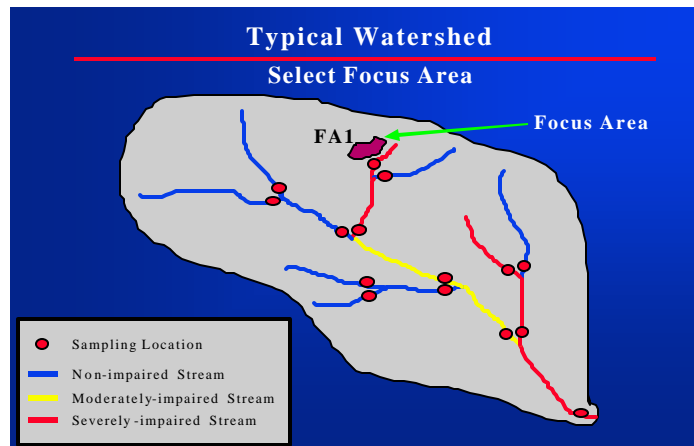 Typical Watershed
Select Focus Area
FA1
Focus Area
Sampling Location
Non-impaired Stream
Moderately-impaired Stream
Severely-impaired Stream